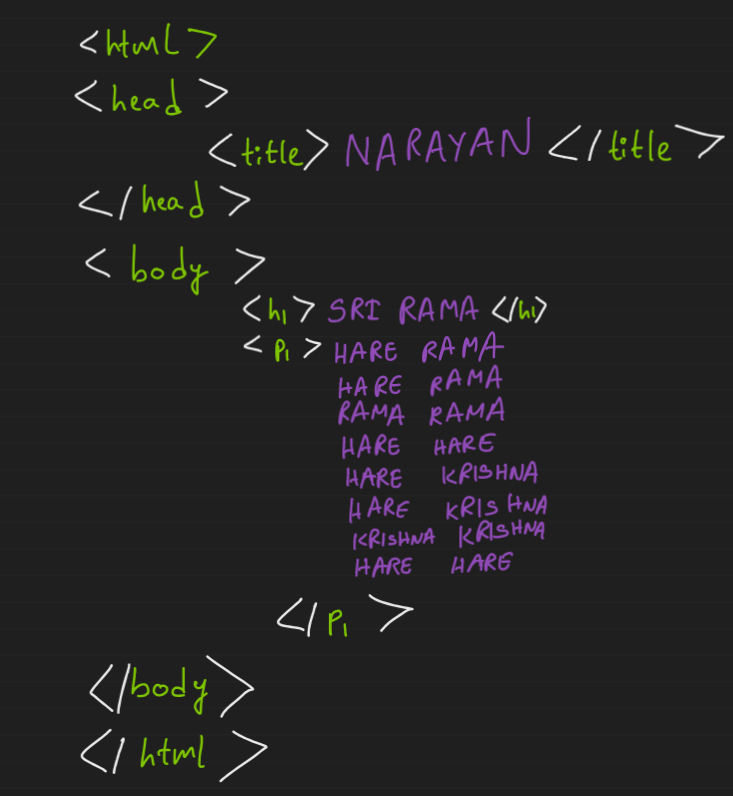 <html>
<head>
<title> NARAYAN </title>
</head>
<body>
<h1> SRI RAMA </h1>
<p1> HARE RAMA
HARE RAMA
RAMA RAMA
HARE HARE
HARE KRISHNA
HARE KRISHNA
KRISHNA KRISHNA
HARE HARE
</p1>
</body>
</html>